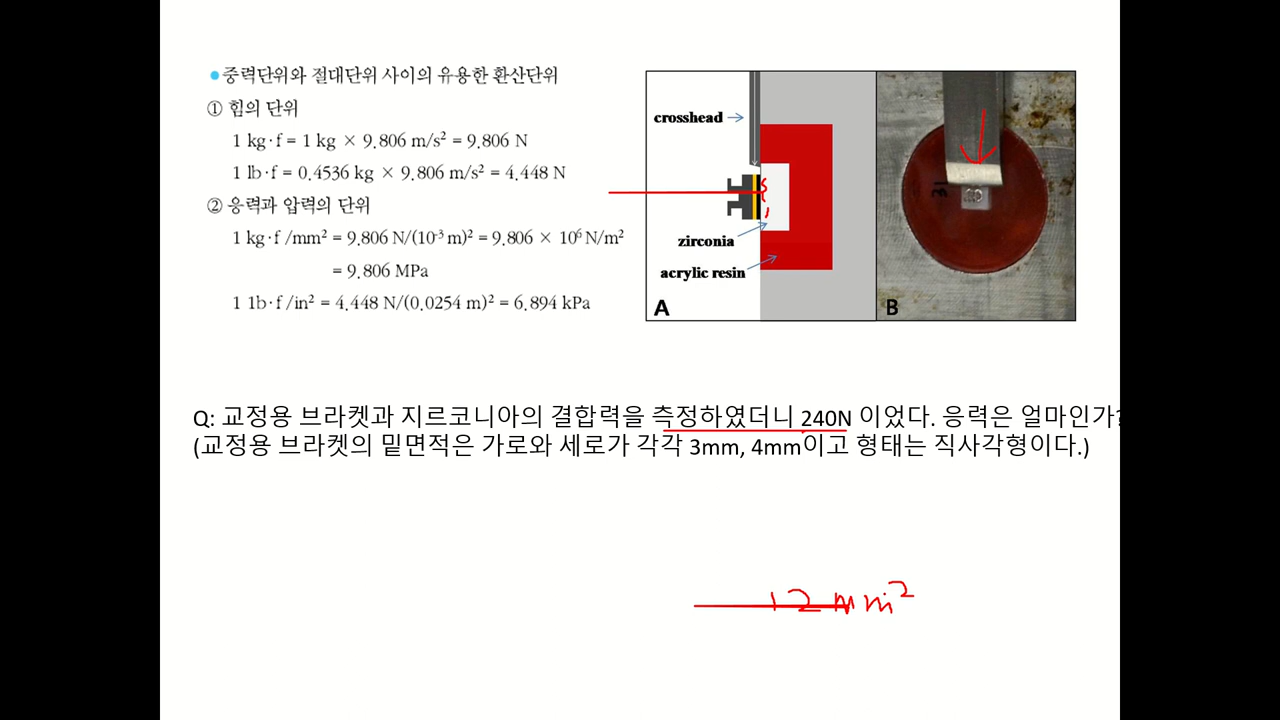 ●중력단위와 절대단위 사이의 유용한 환산단위
① 힘의 단위
1 kg·f = 1 kg × 9.806 m/s² = 9.806 N
1 lb·f = 0.4536 kg × 9.806 m/s² = 4.448 N
② 응력과 압력의 단위
1 kg·f /mm² = 9.806 N/(10⁻³ m)² = 9.806 × 10⁶ N/m²
= 9.806 MPa
1 1b·f /in² = 4.448 N/(0.0254 m)² = 6.894 kPa
crosshead
zirconia
acrylic resin
A
B
Q: 교정용 브라켓과 지르코니아의 결합력을 측정하였더니 240N 이었다. 응력은 얼마인가?
(교정용 브라켓의 밑면적은 가로와 세로가 각각 3mm, 4mm이고 형태는 직사각형이다.)
12 mm²